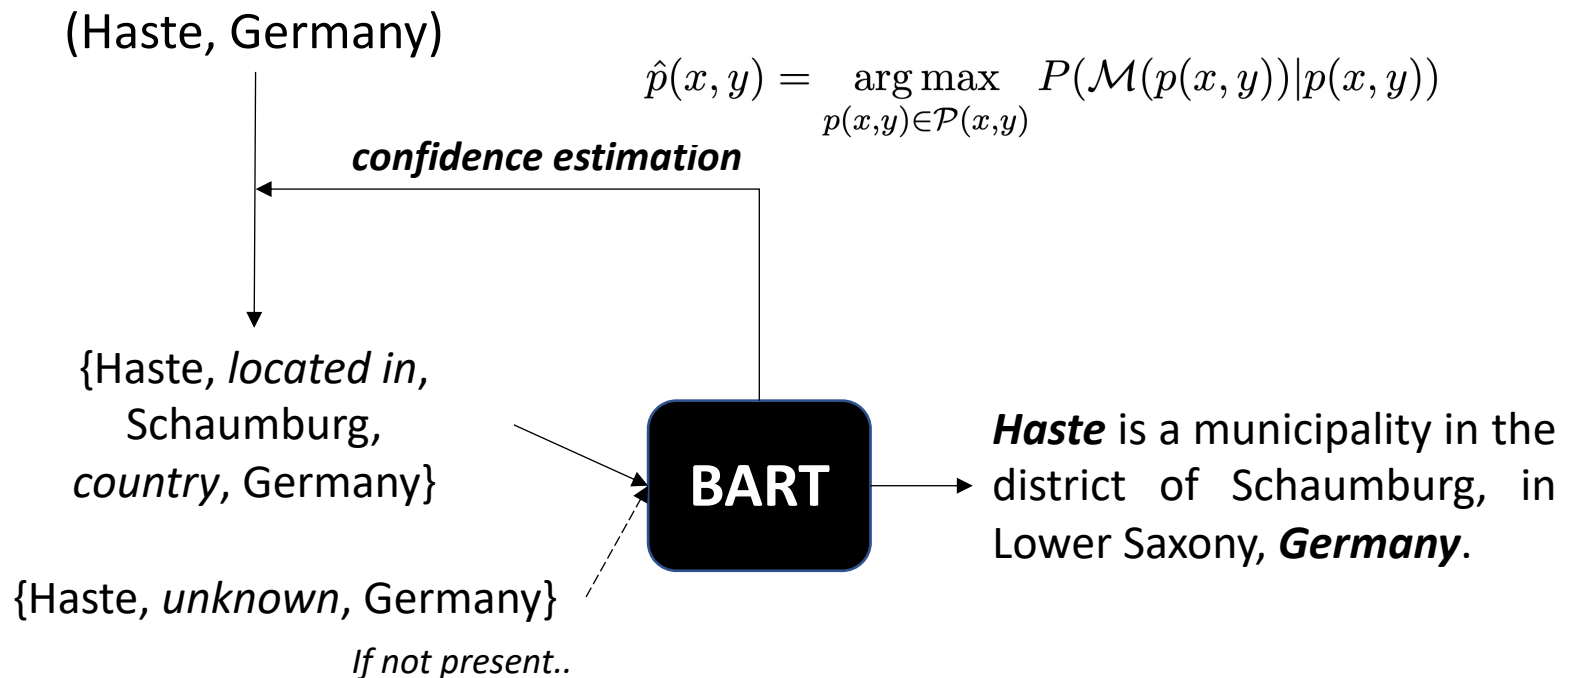 (Haste, Germany)
p̂(x, y) = arg max P(M(p(x, y))|p(x, y))
p(x,y)∈P(x,y)
confidence estimation
{Haste, located in,
Schaumburg,
country, Germany}
BART
Haste is a municipality in the
district of Schaumburg, in
Lower Saxony, Germany.
{Haste, unknown, Germany}
If not present..